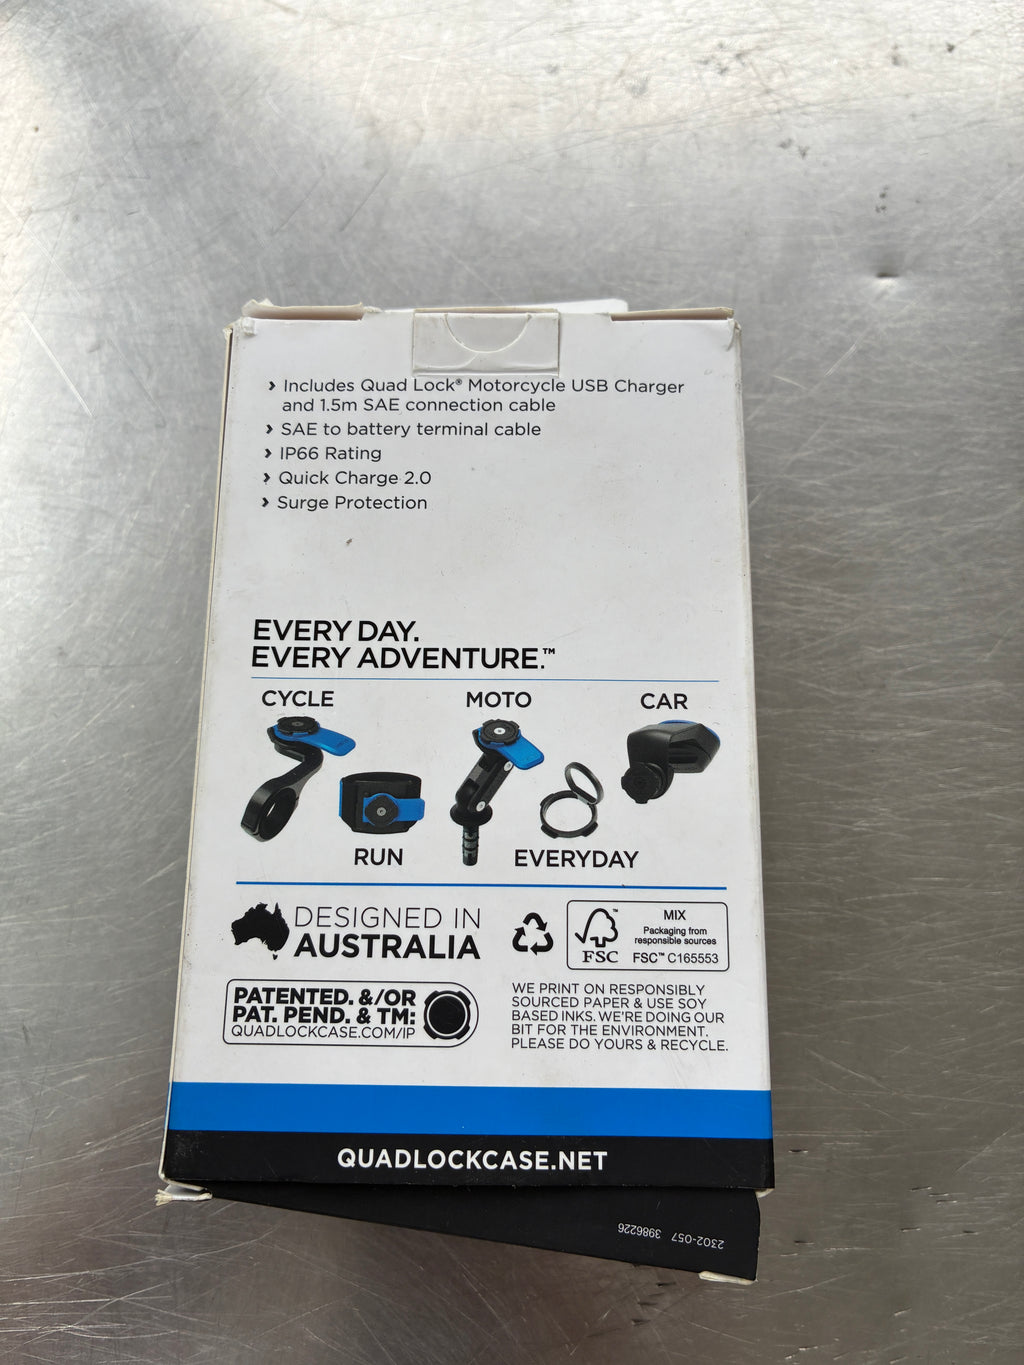 › Includes Quad Lock® Motorcycle USB Charger
and 1.5m SAE connection cable
› SAE to battery terminal cable
› IP66 Rating
› Quick Charge 2.0
› Surge Protection
EVERY DAY.
EVERY ADVENTURE.™
CYCLE
MOTO
CAR
RUN
EVERYDAY
DESIGNED IN
AUSTRALIA
FSC™
MIX
Packaging from
responsible sources
FSC™ C165553
PATENTED. &/OR
PAT. PEND. & TM:
QUADLOCKCASE.COM/IP
WE PRINT ON RESPONSIBLY
SOURCED PAPER & USE SOY
BASED INKS. WE'RE DOING OUR
BIT FOR THE ENVIRONMENT.
PLEASE DO YOURS & RECYCLE.
QUADLOCKCASE.NET
2302-057 3986226